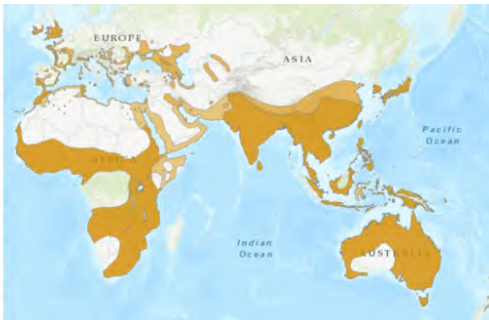 EUROPE
ASIA
Pacific
Ocean
AFRICA
Indian
Ocean
AUSTRALIA